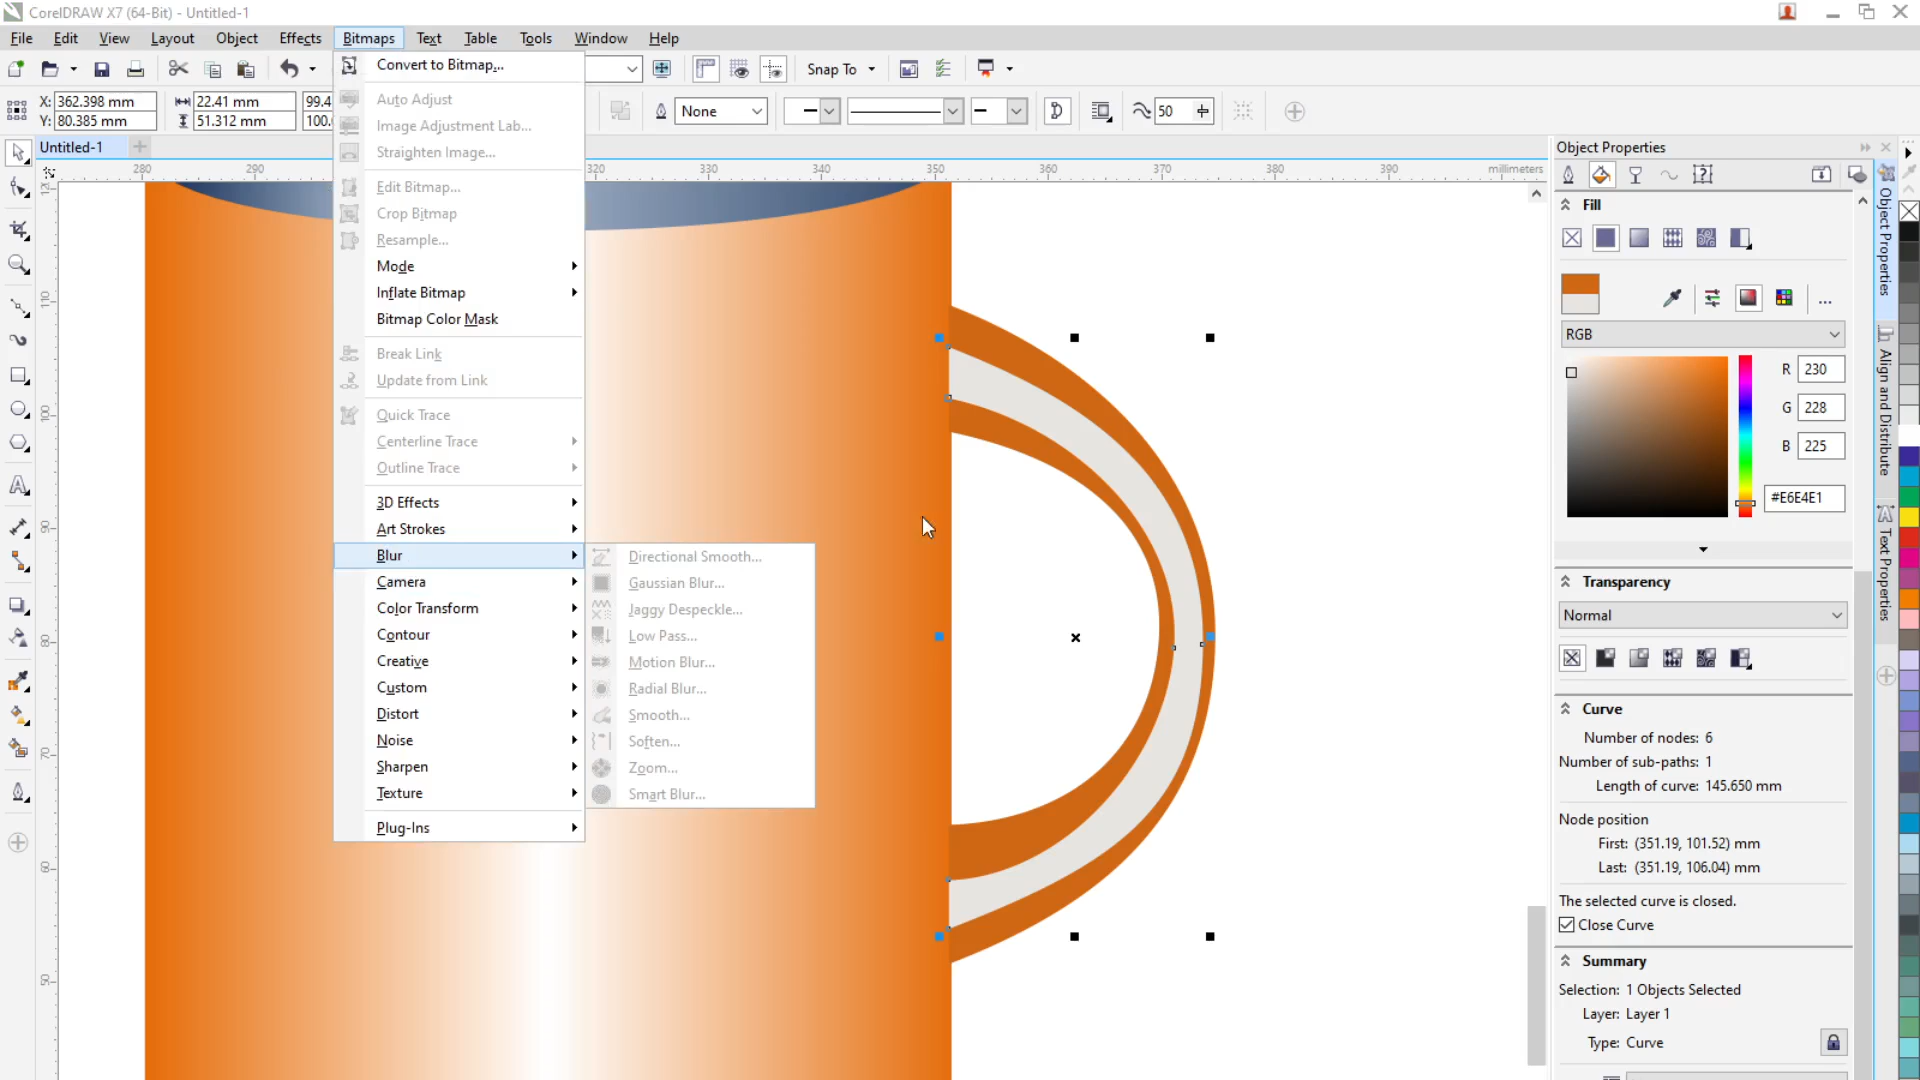 CorelDRAW X7 (64-Bit) - Untitled-1
File Edit View Layout Object Effects Bitmaps Text Table Tools Window Help
Snap To
X: 362.398 mm 22.41 mm 99.4
Y: 80.385 mm 51.312 mm 100.
None 50
Untitled-1
280 290 320 330 340 350 360 370 380 390 millimeters
110
100
90
80
70
60
50
Convert to Bitmap...
Auto Adjust
Image Adjustment Lab...
Straighten Image...
Edit Bitmap...
Crop Bitmap
Resample...
Mode
Inflate Bitmap
Bitmap Color Mask
Break Link
Update from Link
Quick Trace
Centerline Trace
Outline Trace
3D Effects
Art Strokes
Blur
Camera
Color Transform
Contour
Creative
Custom
Distort
Noise
Sharpen
Texture
Plug-Ins
Directional Smooth...
Gaussian Blur...
Jaggy Despeckle...
Low Pass...
Motion Blur...
Radial Blur...
Smooth...
Soften...
Zoom...
Smart Blur...
Object Properties
Fill
RGB
R 230
G 228
B 225
#E6E4E1
Transparency
Normal
Curve
Number of nodes: 6
Number of sub-paths: 1
Length of curve: 145.650 mm
Node position
First: (351.19, 101.52) mm
Last: (351.19, 106.04) mm
The selected curve is closed.
Close Curve
Summary
Selection: 1 Objects Selected
Layer: Layer 1
Type: Curve
Object Properties
Align and Distribute
Text Properties